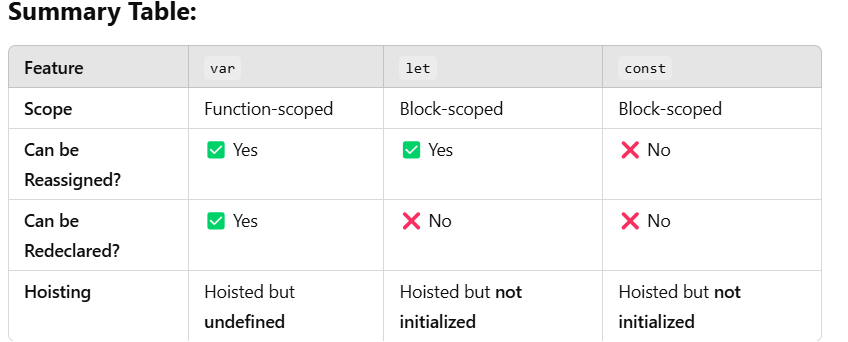 Summary Table:
Feature var let const
Scope Function-scoped Block-scoped Block-scoped
Can be Reassigned? ✅ Yes ✅ Yes ❌ No
Can be Redeclared? ✅ Yes ❌ No ❌ No
Hoisting Hoisted but undefined Hoisted but not initialized Hoisted but not initialized